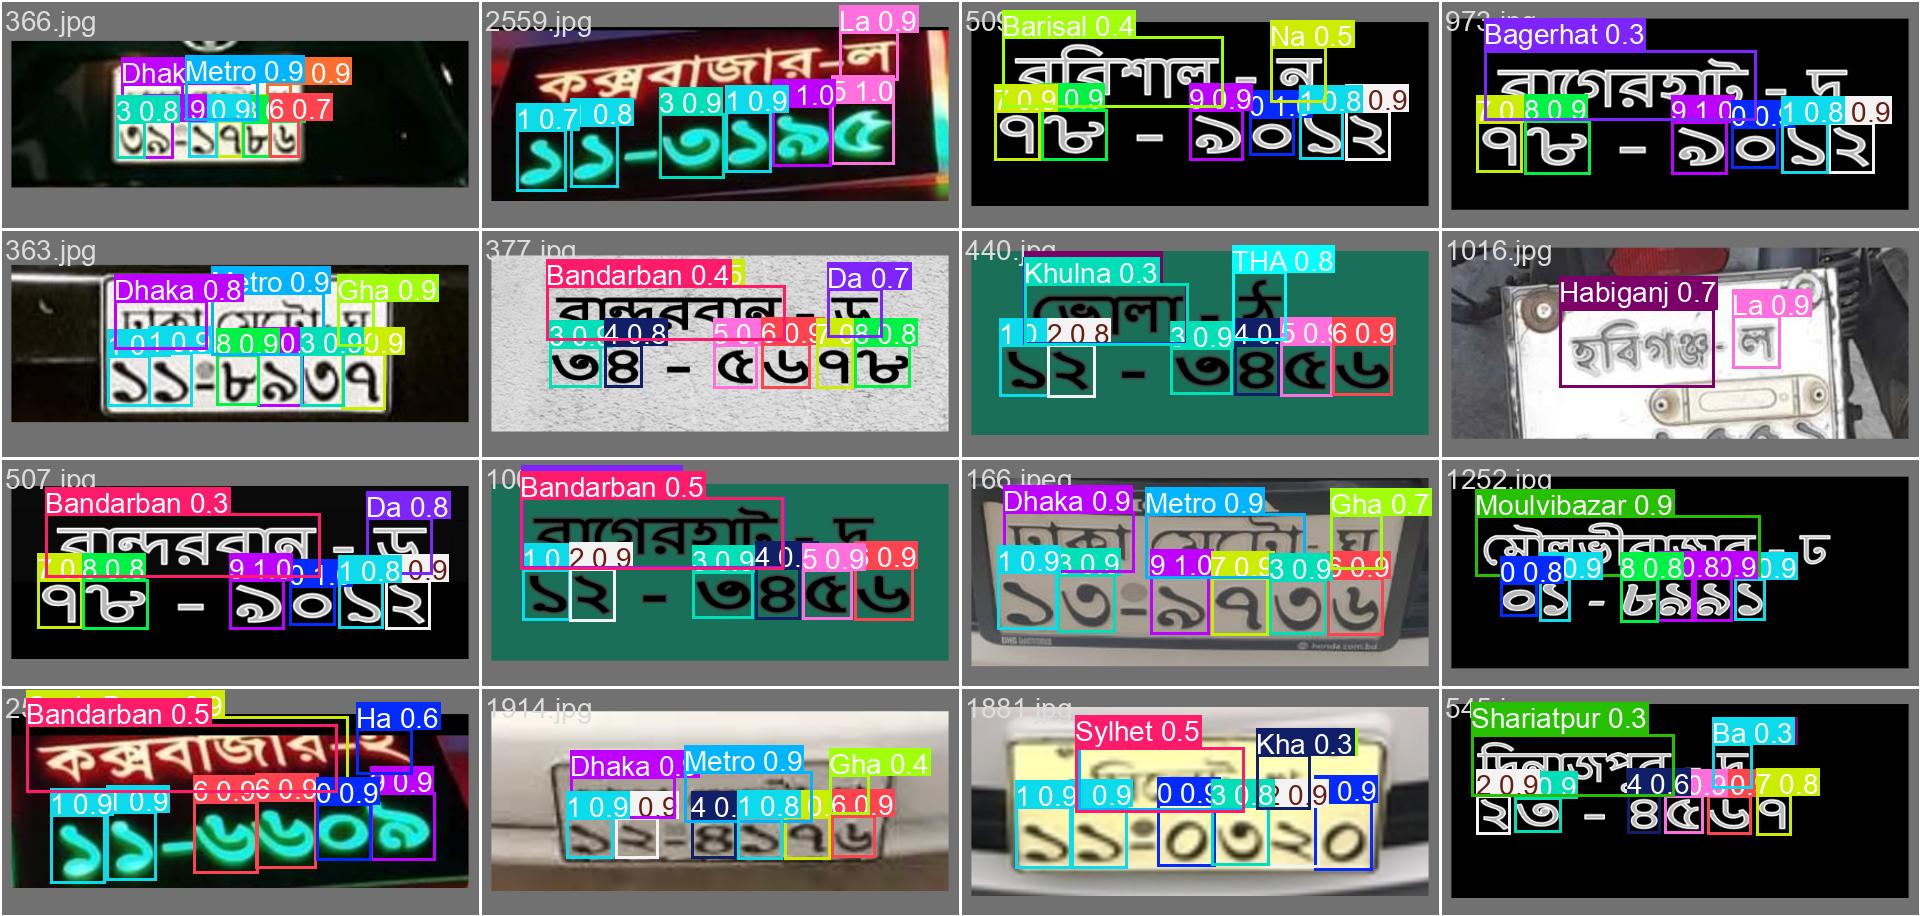 366.jpg
Dhak Metro 0.9 0.9
3 0.8 9 0.9 6 0.7
৩৯-১৭৮৬
2559.jpg
La 0.9
কক্সবাজার-ল
1 0.7 0.8 3 0.9 1 0.9 1.0 5 1.0
১১-৩১৯৫
509
Barisal 0.4 Na 0.5
বরিশাল - ন
7 0.9 0.9 9 0.9 0 1.0 1 0.8 0.9
৭৮ - ৯০১২
973.jpg
Bagerhat 0.3
বাগেরহাট - দ
7 0 8 0.9 9 1.0 0 0.9 1 0.8 0.9
৭৮ - ৯০১২
363.jpg
Dhaka 0.8 Metro 0.9 Gha 0.9
ঢাকা মেটো ঘ
1 0 1 0.9 8 0.9 0 3 0.9 0.9
১১-৮৯৩৭
377.jpg
Bandarban 0.4 5 Da 0.7
বান্দরবান - ড
3 0.9 4 0.8 5 0 6 0.9 7 0 8 0.8
৩৪ - ৫৬৭৮
440.j
Khulna 0.3 THA 0.8
ভোলা - ঠ
1 0 2 0.8 3 0.9 4 0 5 0.9 6 0.9
১২ - ৩৪৫৬
1016.jpg
Habiganj 0.7 La 0.9
হবিগঞ্জ-ল
507.jpg
Bandarban 0.3 Da 0.8
বান্দরবান - ড
7 0 8 0.8 9 1.0 0 1 1 0.8 0.9
৭৮ - ৯০১২
100
Bandarban 0.5
বাগেরহাট - দ
1 0 2 0.9 3 0.9 4 0 5 0.9 0.9
১২ - ৩৪৫৬
166.jpeg
Dhaka 0.9 Metro 0.9 Gha 0.7
ঢাকা মেটো-ঘ
1 0.9 3 0.9 9 1.0 7 0.9 3 0.9 6 0.9
১৩-৯৭৩৬
honda.com.bd
1252.jpg
Moulvibazar 0.9
মৌলভীবাজার - ঢ
0 0.8 0.9 8 0.8 0.8 0.9 0.9
০১ - ৮৯৯১
25
Bandarban 0.5 9 Ha 0.6
কক্সবাজার-হ
1 0.9 1 0.9 6 0.9 6 0.9 0 0.9 9 0.9
১১-৬৬০৯
1914.jpg
Dhaka 0.9 Metro 0.9 Gha 0.4
1 0.9 0.9 4 0. 1 0.8 0. 6 0.9
১২-৪১৭৬
1881.jpg
Sylhet 0.5 Kha 0.3
1 0.9 0.9 0 0.9 3 0.8 2 0.9 0.9
১১-০৩২০
545
Shariatpur 0.3 Ba 0.3
দিনাজপুর - দ
2 0.9 0.9 4 0.6 0.9 0. 7 0.8
২৩ - ৪৫৬৭